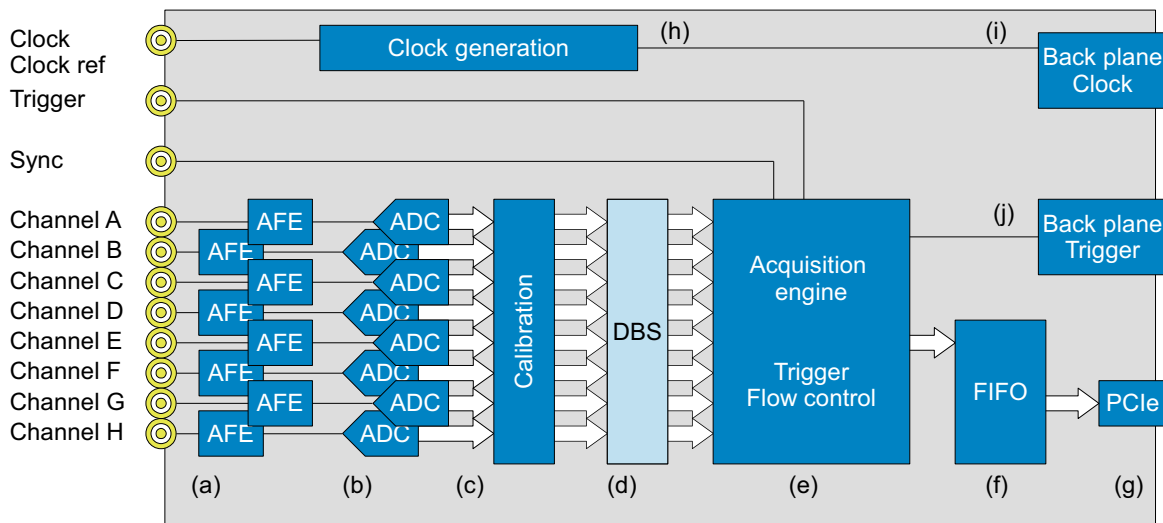 Clock
Clock ref
Trigger
Sync
Channel A
Channel B
Channel C
Channel D
Channel E
Channel F
Channel G
Channel H
Clock generation
(h)
(i)
Back plane
Clock
AFE
AFE
AFE
AFE
AFE
AFE
AFE
AFE
ADC
ADC
ADC
ADC
ADC
ADC
ADC
ADC
Calibration
DBS
Acquisition
engine
Trigger
Flow control
(j)
Back plane
Trigger
FIFO
PCIe
(a)
(b)
(c)
(d)
(e)
(f)
(g)